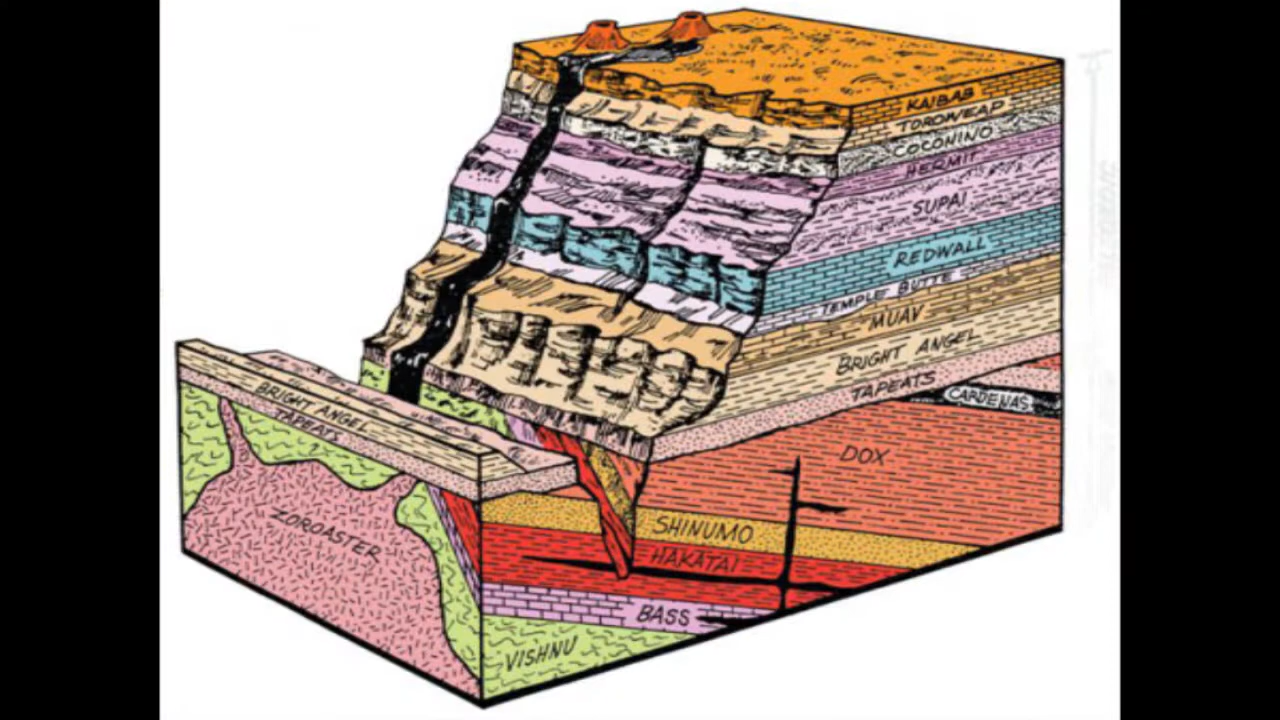 KAIBAB
TOROWEAP
COCONINO
HERMIT
SUPAI
REDWALL
TEMPLE BUTTE
MUAV
BRIGHT ANGEL
TAPEATS
CARDENAS
DOX
SHINUMO
HAKATAI
BASS
VISHNU
BRIGHT ANGEL
TAPEATS
ZOROASTER